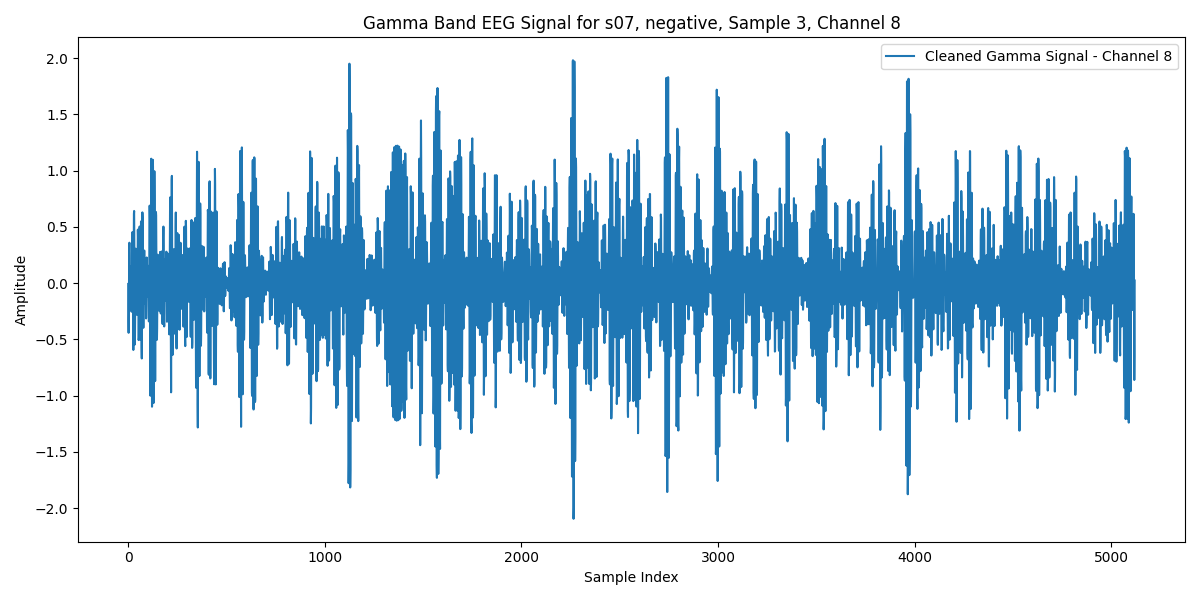 Gamma Band EEG Signal for s07, negative, Sample 3, Channel 8
Cleaned Gamma Signal - Channel 8
Amplitude
2.0
1.5
1.0
0.5
0.0
−0.5
−1.0
−1.5
−2.0
0 1000 2000 3000 4000 5000
Sample Index